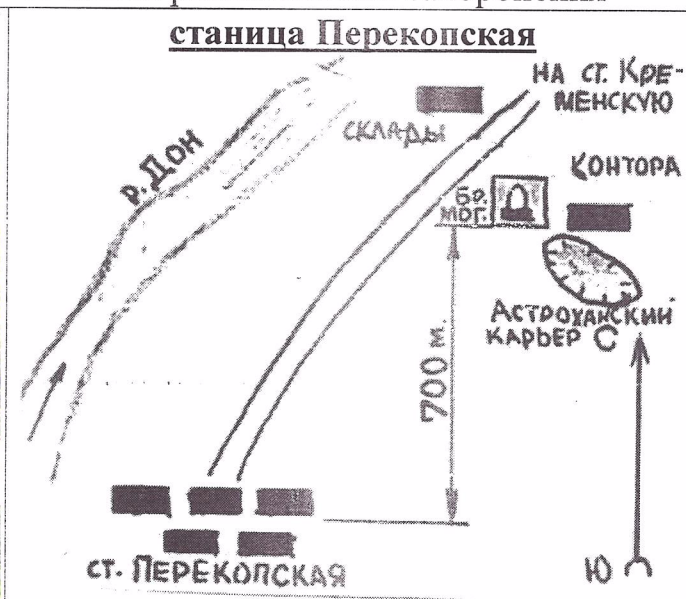 станица Перекопская
НА СТ. КРЕ-
МЕНСКУЮ
СКЛАДЫ
р. ДОН
КОНТОРА
БР.
МОГ.
АСТРОХАНСКИЙ
КАРЬЕР С
700 м.
СТ. ПЕРЕКОПСКАЯ
Ю